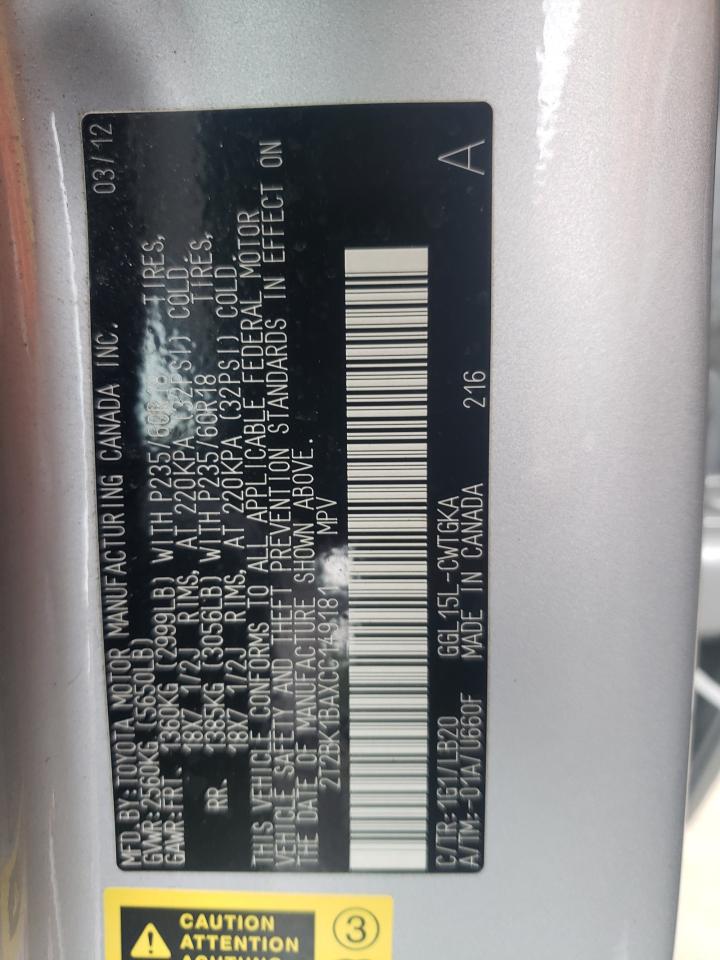 MFD.BY:TOYOTA MOTOR MANUFACTURING CANADA INC. 03/12
GVWR:2560KG (5650LB)
GAWR:FRT. 1360KG (2999LB) WITH P235/60R18 TIRES,
18X7 1/2J RIMS, AT 220KPA (32PSI) COLD.
RR. 1385KG (3056LB) WITH P235/60R18 TIRES,
18X7 1/2J RIMS, AT 220KPA (32PSI) COLD.
THIS VEHICLE CONFORMS TO ALL APPLICABLE FEDERAL MOTOR
VEHICLE SAFETY AND THEFT PREVENTION STANDARDS IN EFFECT ON
THE DATE OF MANUFACTURE SHOWN ABOVE.
2T2BK1BAXCC149181 MPV
C/TR:1G1/LB20 GGL15L-CWTGKA 216
A/TM:-01A/U660F MADE IN CANADA A
CAUTION
ATTENTION
3